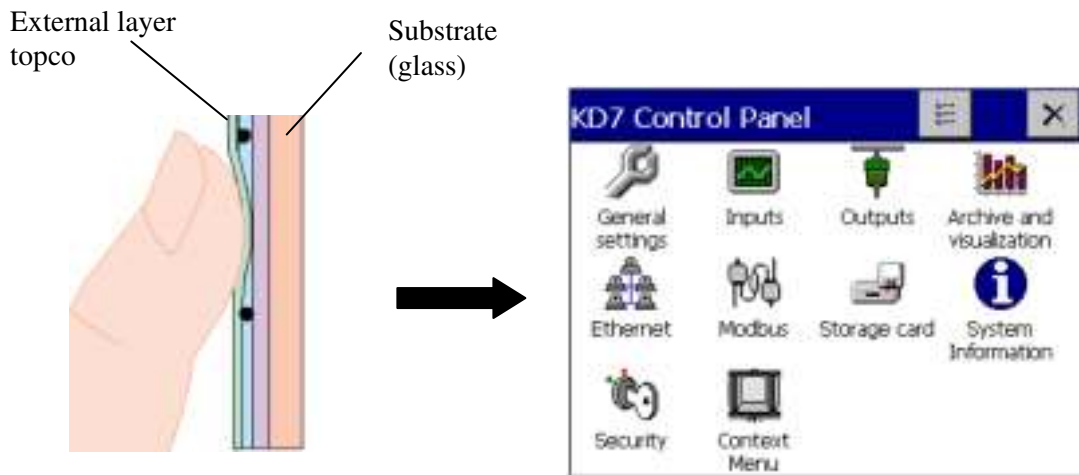 External layer
topco
Substrate
(glass)
KD7 Control Panel
General
settings
Inputs
Outputs
Archive and
visualization
Ethernet
Modbus
Storage card
System
Information
Security
Context
Menu